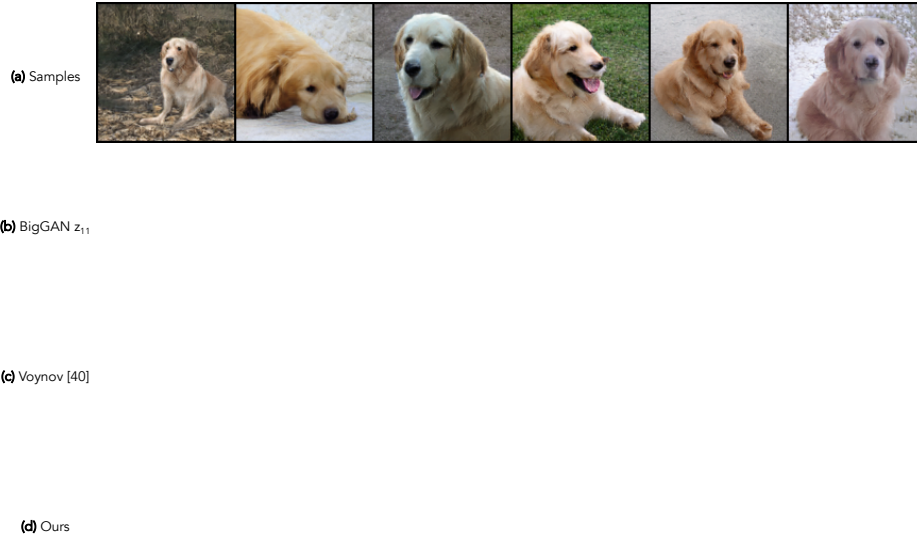 (a) Samples
(b) BigGAN z₁₁
(c) Voynov [40]
(d) Ours